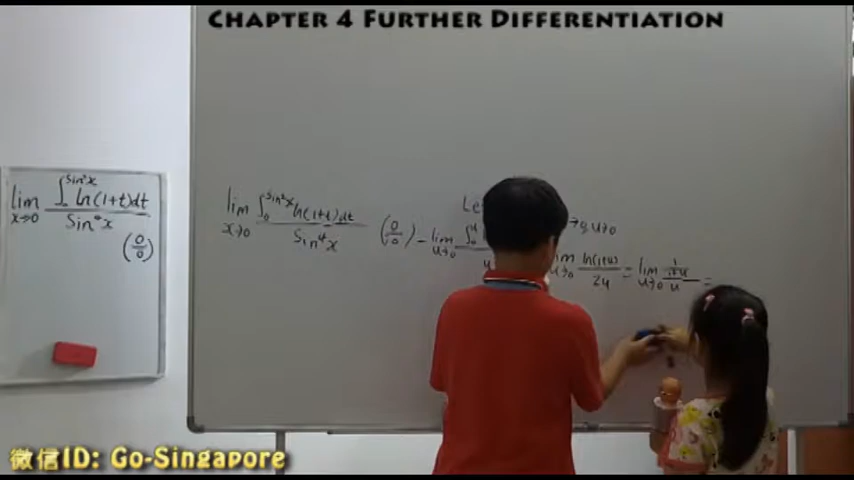 CHAPTER 4 FURTHER DIFFERENTIATION
lim x→0 ∫₀^(sin²x) ln(1+t)dt / sin⁴x
(0/0)
lim x→0 ∫₀^(sin²x) ln(1+t)dt / sin⁴x (0/0) = lim u→0 ∫₀^u
Le
→0, u→0
lim u→0 ln(1+u) / 2u = lim u→0 1/(1+u) / u =
微信ID: Go-Singapore